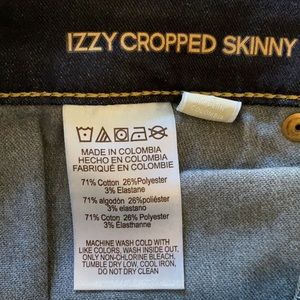 IZZY CROPPED SKINNY
MADE IN COLOMBIA
HECHO EN COLOMBIA
FABRIQUÉ EN COLOMBIE
71% Cotton 26%Polyester
3% Elastane
71% algodón 26%poliéster
3% elastano
71% Coton 26%Polyester
3% Elasthanne
MACHINE WASH COLD WITH
LIKE COLORS, WASH INSIDE OUT,
ONLY NON-CHLORINE BLEACH,
TUMBLE DRY LOW, COOL IRON,
DO NOT DRY CLEAN